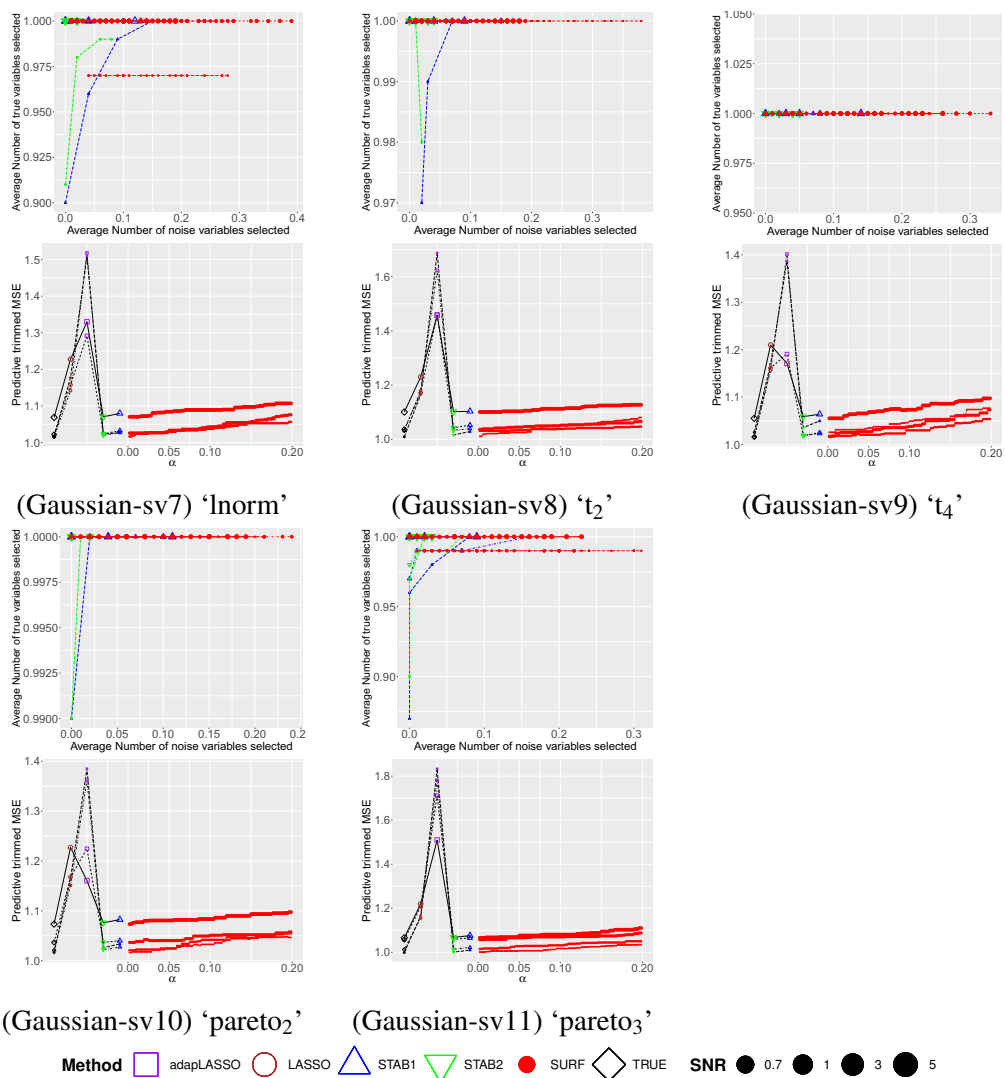 Average Number of true variables selected
1.000
0.975
0.950
0.925
0.900
0.0 0.1 0.2 0.3 0.4
Average Number of noise variables selected
Average Number of true variables selected
1.00
0.99
0.98
0.97
0.0 0.1 0.2 0.3
Average Number of noise variables selected
Average Number of true variables selected
1.050
1.025
1.000
0.975
0.950
0.0 0.1 0.2 0.3
Average Number of noise variables selected
Predictive trimmed MSE
1.5
1.4
1.3
1.2
1.1
1.0
0.00 0.05 0.10 0.20
α
Predictive trimmed MSE
1.6
1.4
1.2
1.0
0.00 0.05 0.10 0.20
α
Predictive trimmed MSE
1.4
1.3
1.2
1.1
1.0
0.00 0.05 0.10 0.20
α
(Gaussian-sv7) ‘lnorm’
(Gaussian-sv8) ‘t2’
(Gaussian-sv9) ‘t4’
Average Number of true variables selected
1.0000
0.9975
0.9950
0.9925
0.9900
0.00 0.05 0.10 0.15 0.20 0.2
Average Number of noise variables selected
Average Number of true variables selected
1.00
0.95
0.90
0.0 0.1 0.2 0.3
Average Number of noise variables selected
Predictive trimmed MSE
1.4
1.3
1.2
1.1
1.0
0.00 0.05 0.10 0.20
α
Predictive trimmed MSE
1.8
1.6
1.4
1.2
1.0
0.00 0.05 0.10 0.20
α
(Gaussian-sv10) ‘pareto2’
(Gaussian-sv11) ‘pareto3’
Method adapLASSO LASSO STAB1 STAB2 SURF TRUE SNR 0.7 1 3 5